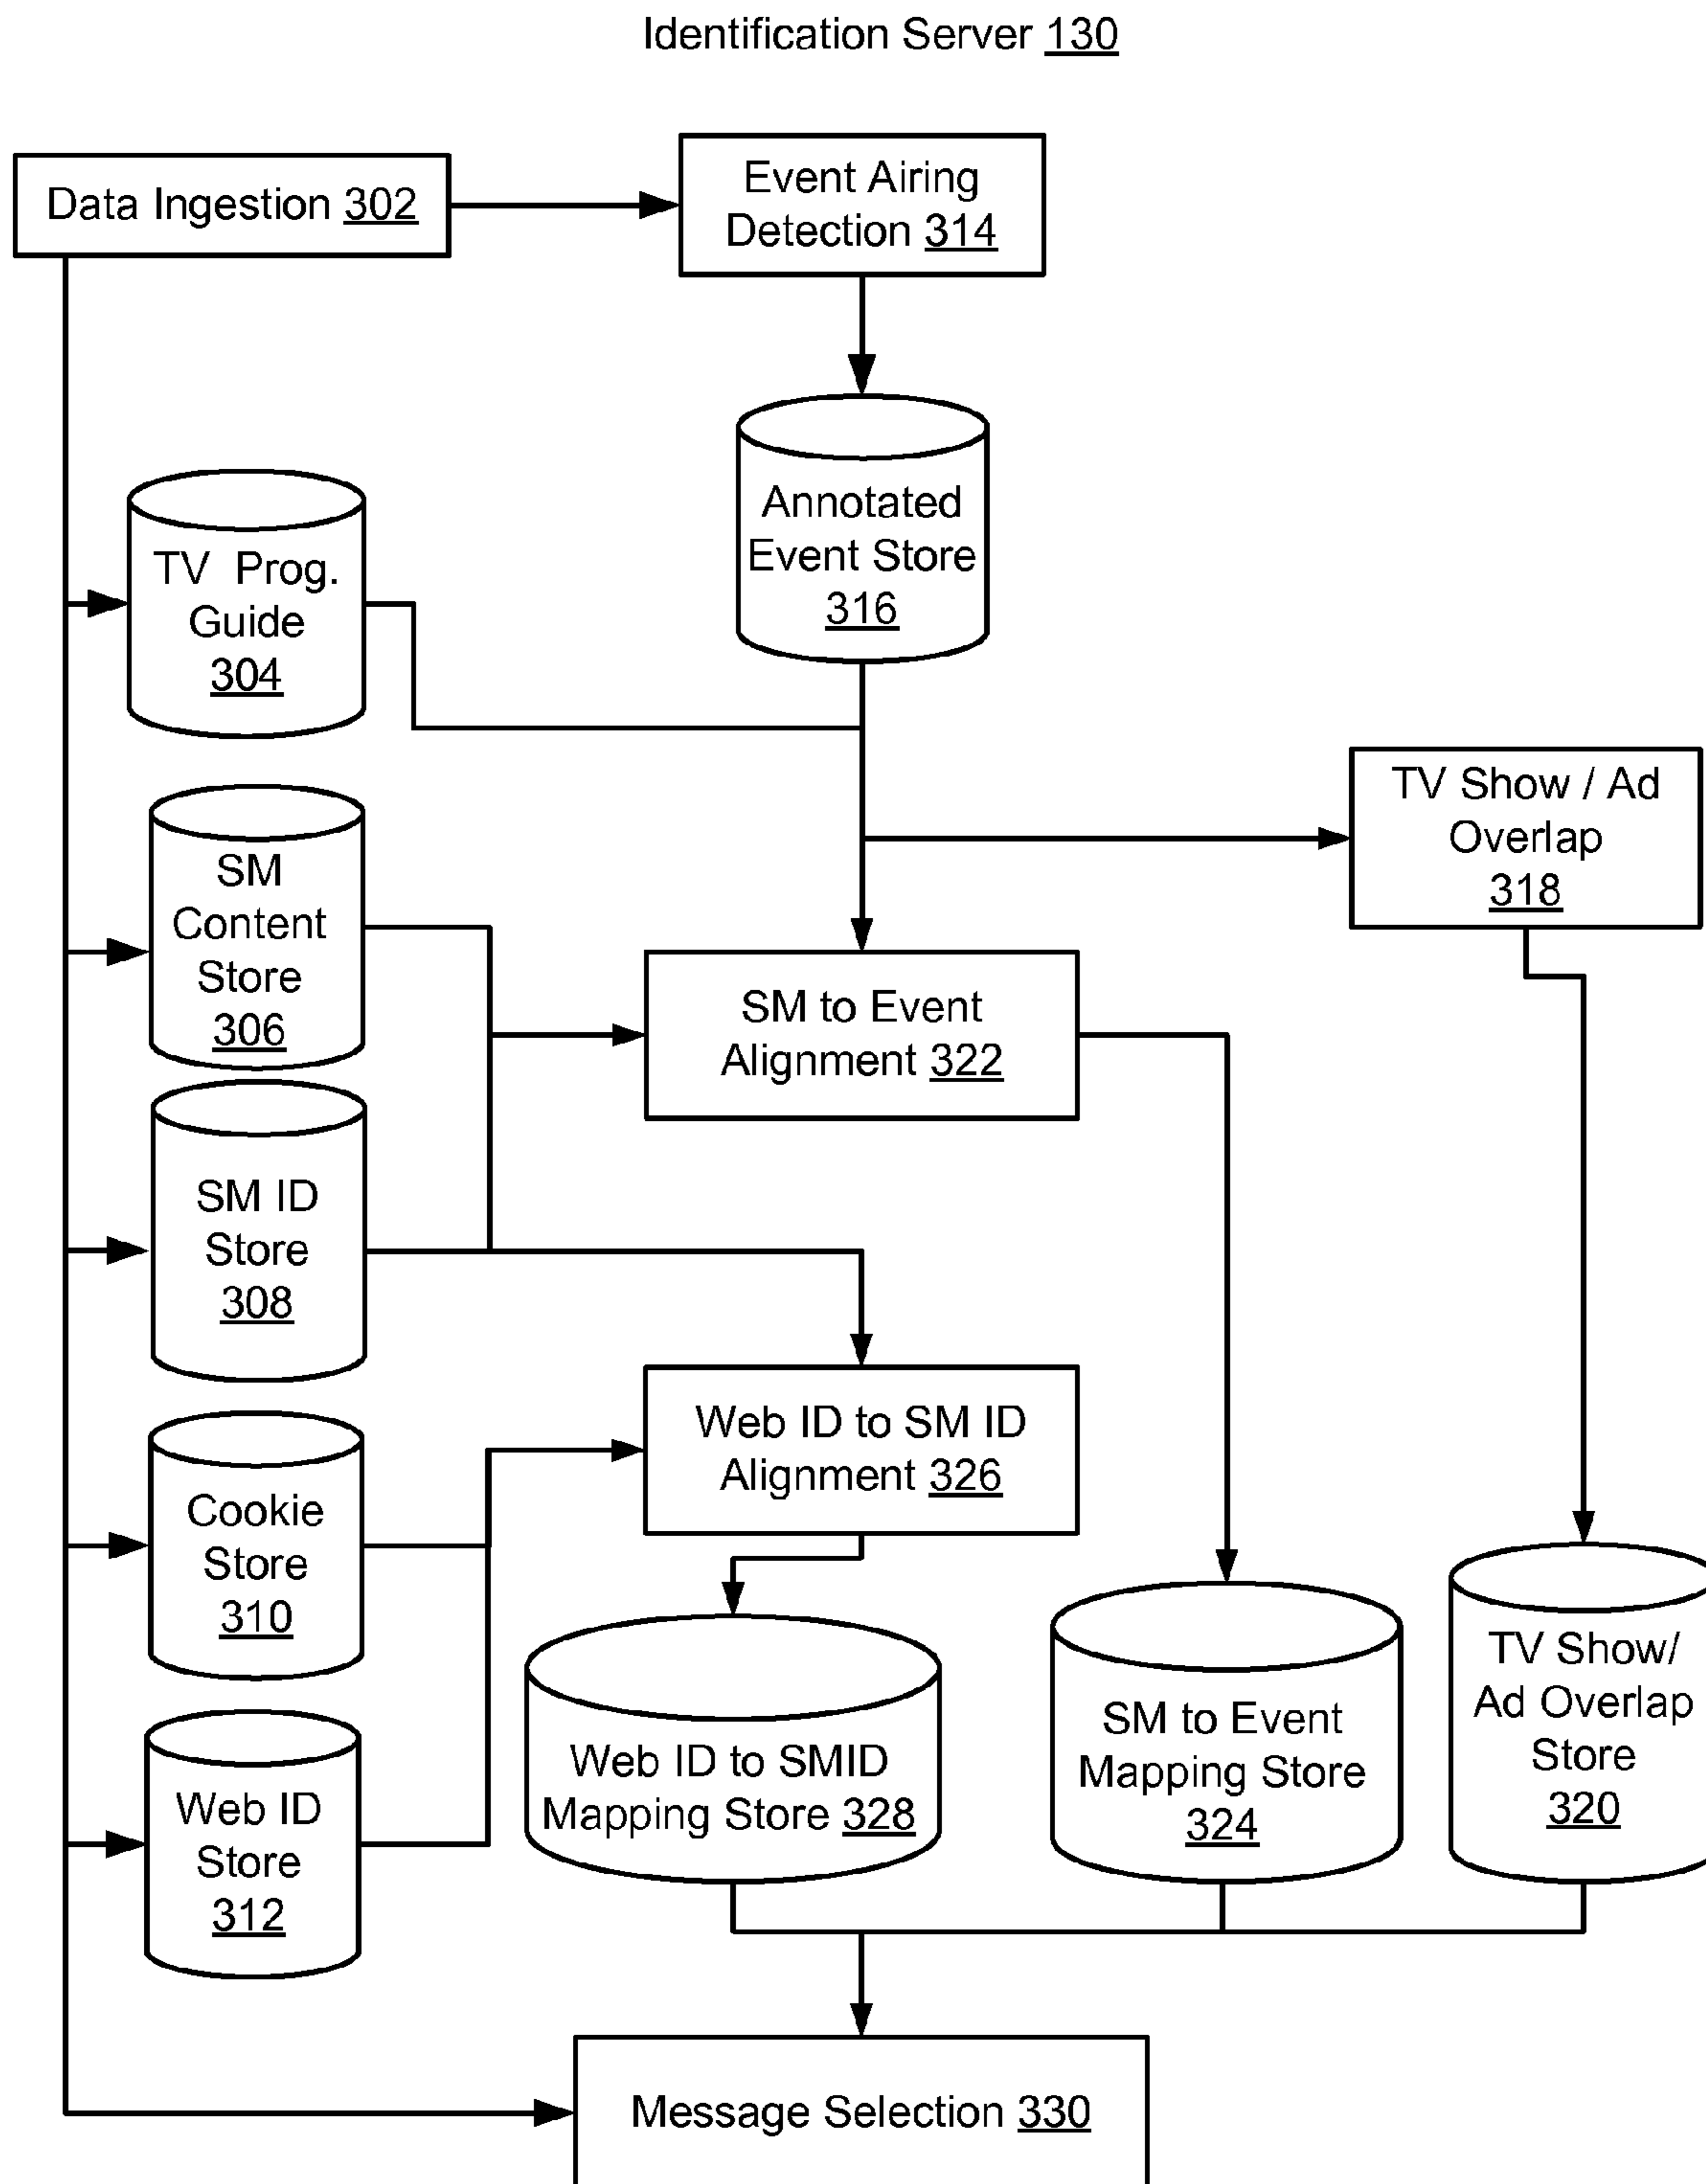 Identification Server 130
Data Ingestion 302
Event Airing
Detection 314
Annotated
Event Store
316
TV Prog.
Guide
304
TV Show / Ad
Overlap
318
SM
Content
Store
306
SM to Event
Alignment 322
SM ID
Store
308
Web ID to SM ID
Alignment 326
Cookie
Store
310
Web ID
Store
312
Web ID to SMID
Mapping Store 328
SM to Event
Mapping Store
324
TV Show/
Ad Overlap
Store
320
Message Selection 330